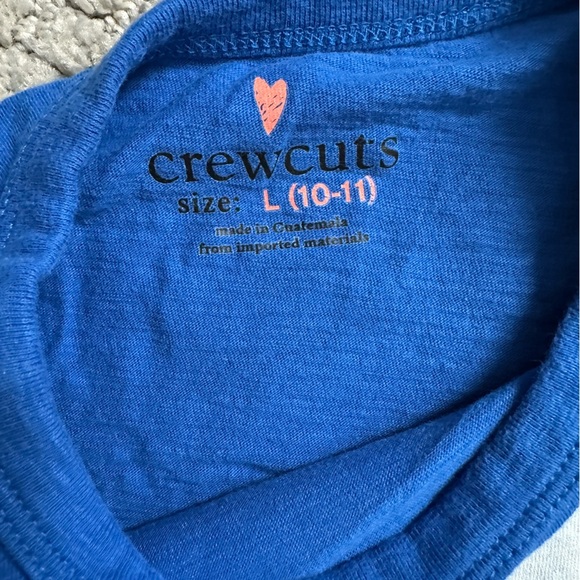 crewcuts
size: L (10-11)
made in Guatemala
from imported materials